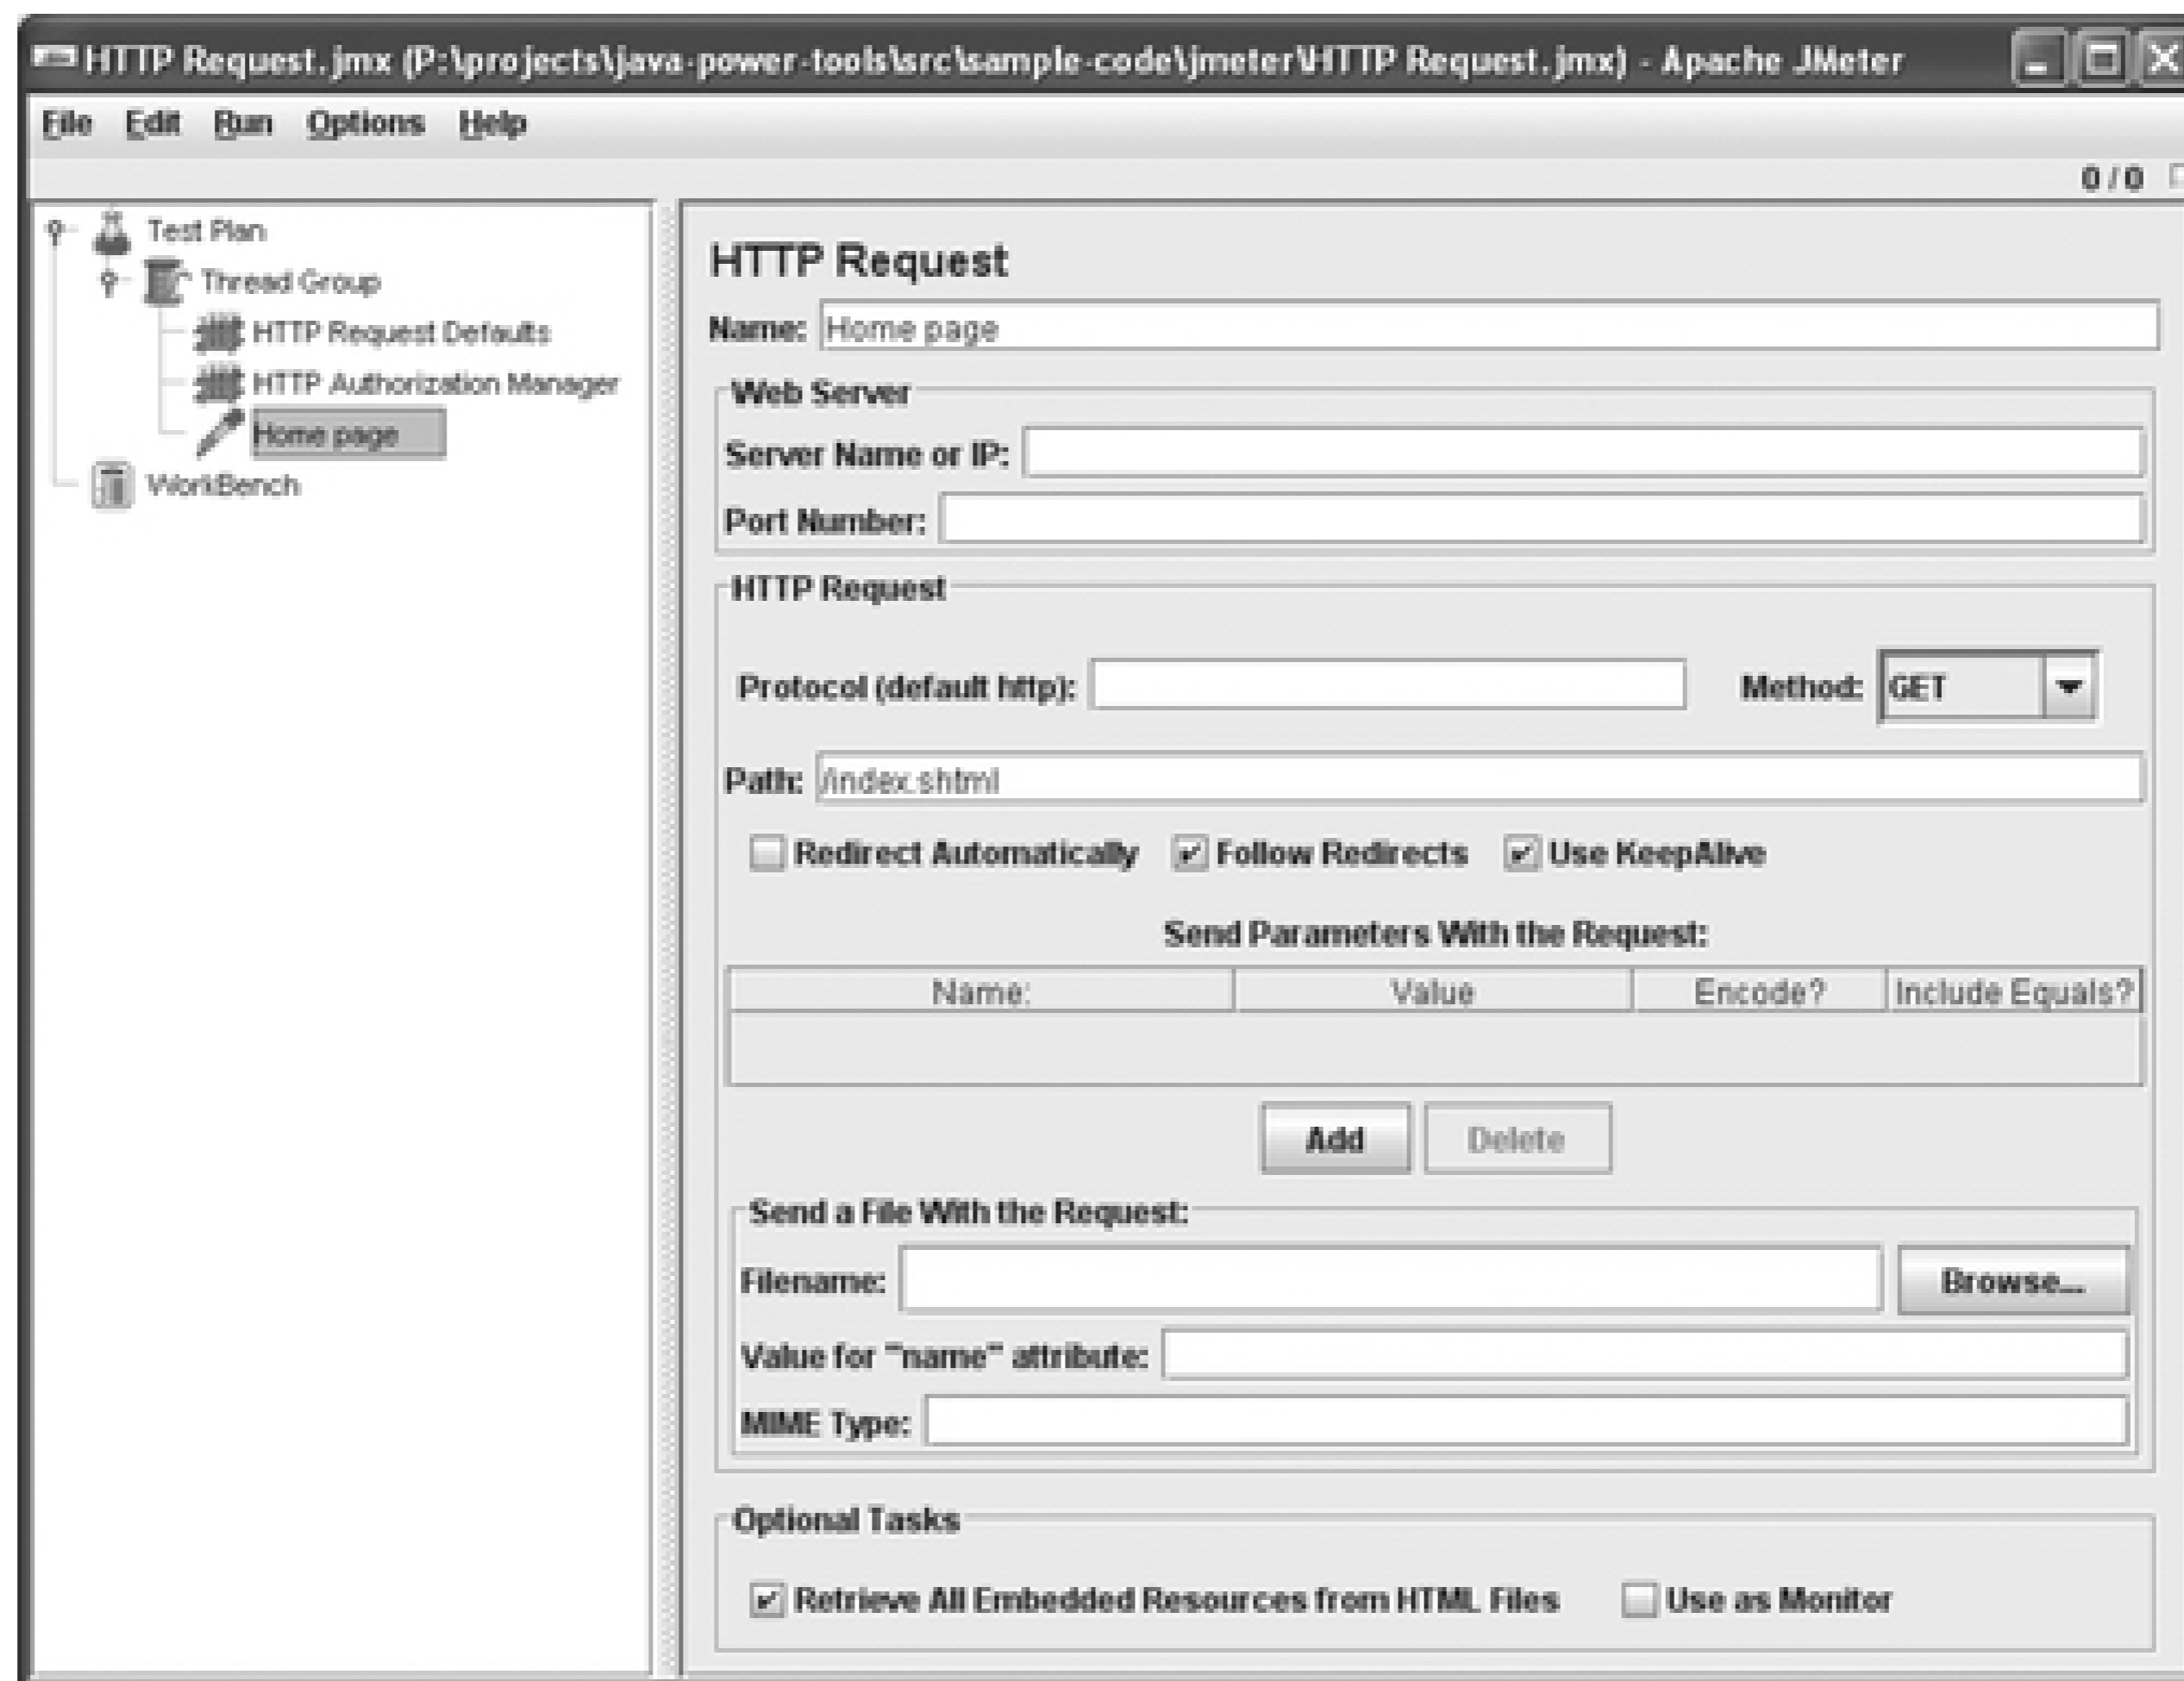 HTTP Request.jmx (P:\projects\java-power-tools\src\sample-code\jmeter\HTTP Request.jmx) - Apache JMeter
File Edit Run Options Help
0 / 0
Test Plan
Thread Group
HTTP Request Defaults
HTTP Authorization Manager
Home page
WorkBench
HTTP Request
Name: Home page
Web Server
Server Name or IP:
Port Number:
HTTP Request
Protocol (default http): Method: GET
Path: /index.shtml
Redirect Automatically Follow Redirects Use KeepAlive
Send Parameters With the Request:
Name: Value Encode? Include Equals?
Add Delete
Send a File With the Request:
Filename: Browse...
Value for "name" attribute:
MIME Type:
Optional Tasks
Retrieve All Embedded Resources from HTML Files Use as Monitor